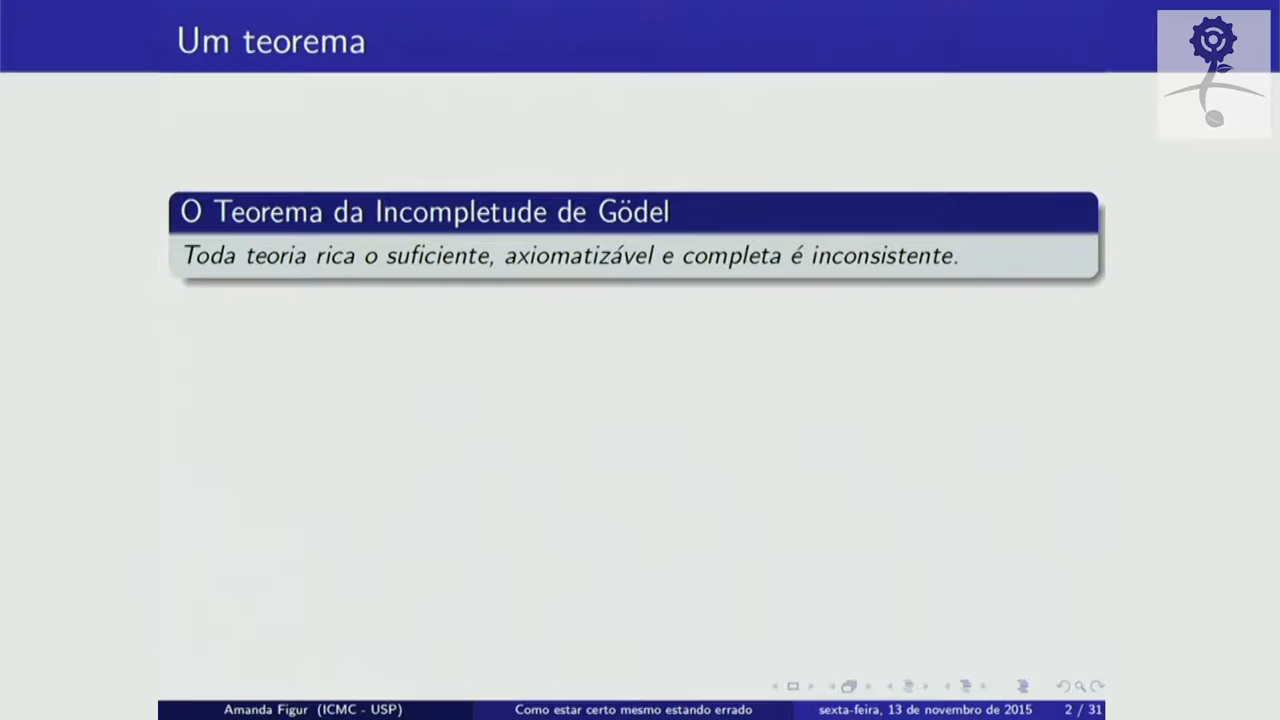 Um teorema
O Teorema da Incompletude de Gödel
Toda teoria rica o suficiente, axiomatizável e completa é inconsistente.
Amanda Figur (ICMC - USP)
Como estar certo mesmo estando errado
sexta-feira, 13 de novembro de 2015
2 / 31